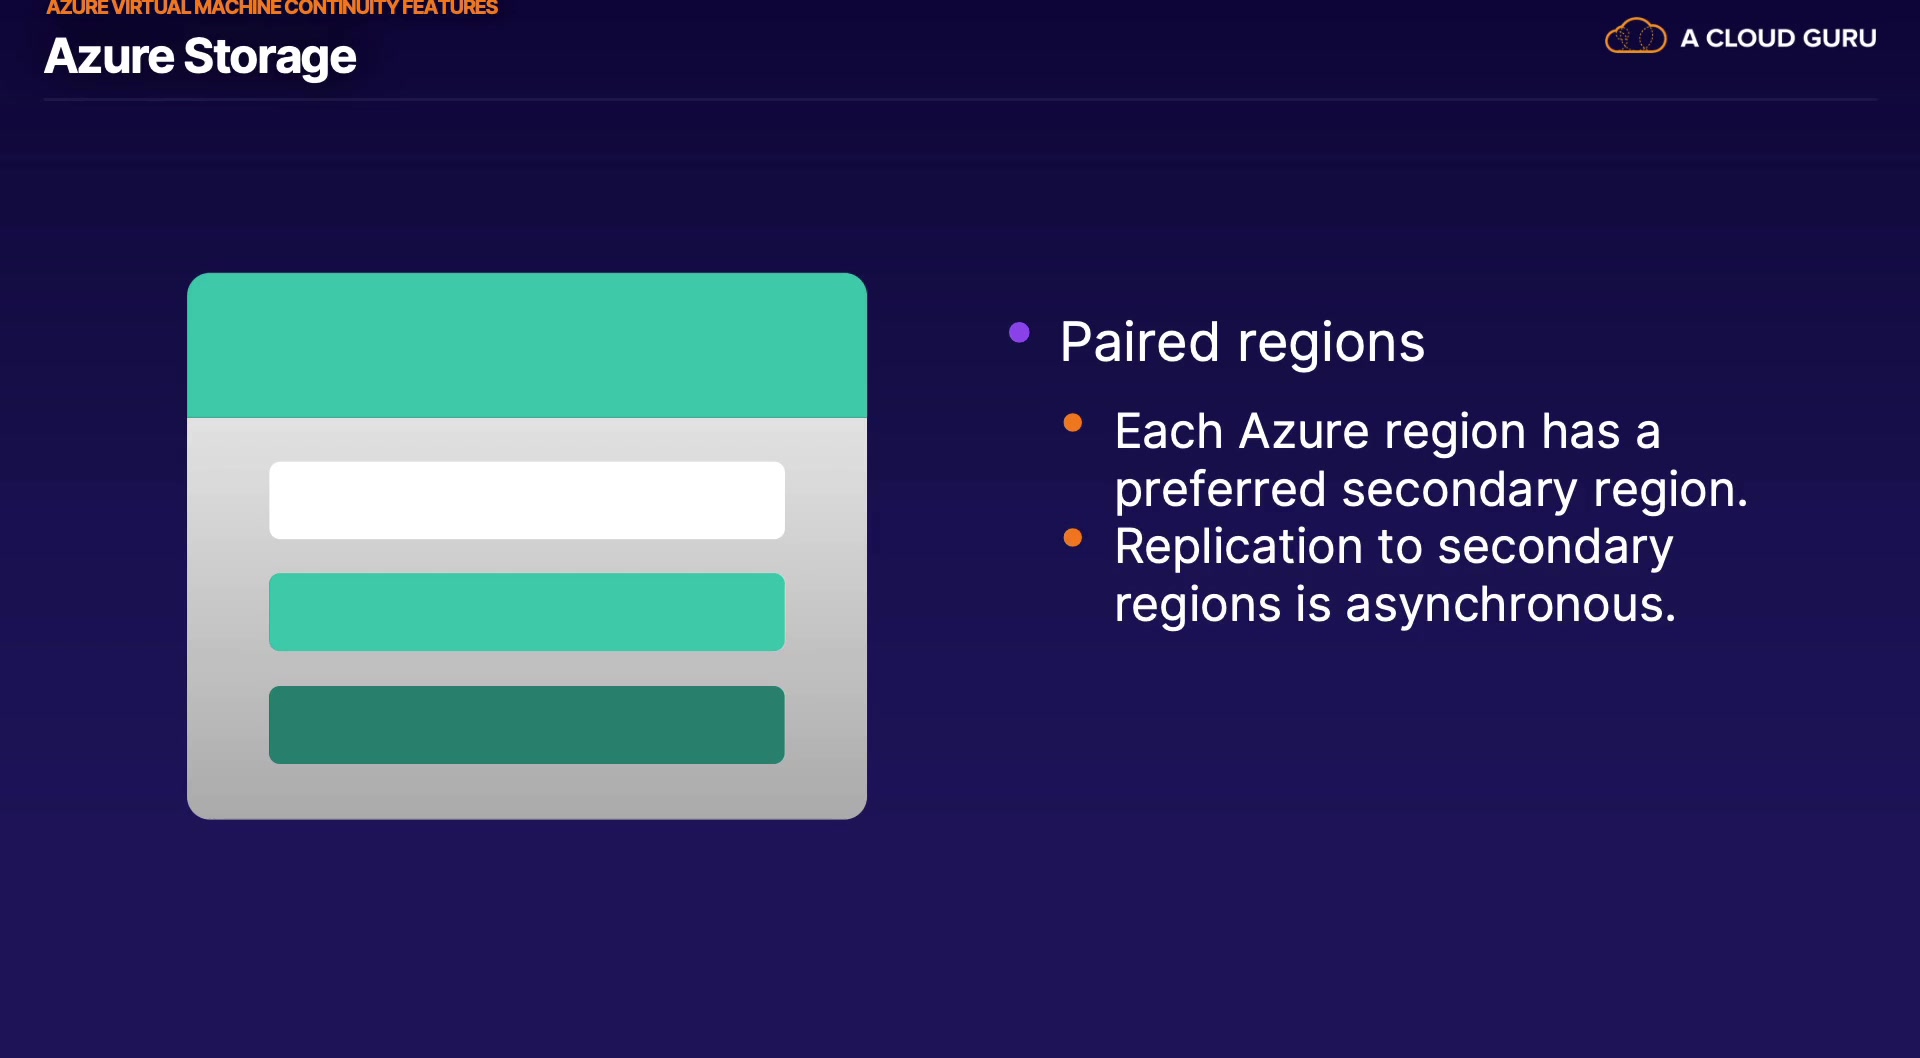 AZURE VIRTUAL MACHINE CONTINUITY FEATURES
Azure Storage
A CLOUD GURU
Paired regions
Each Azure region has a
preferred secondary region.
Replication to secondary
regions is asynchronous.